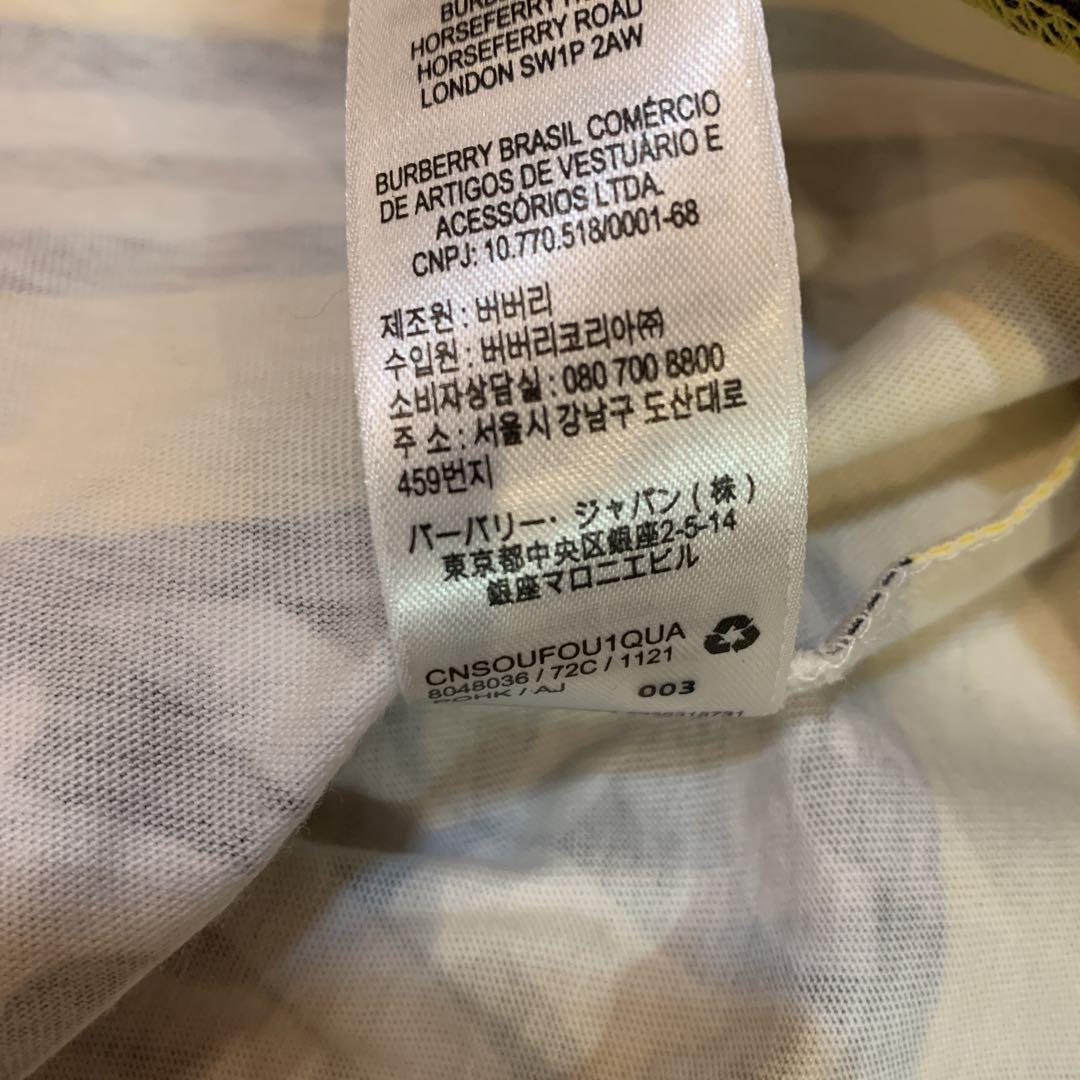 HORSEFERRY
HORSEFERRY ROAD
LONDON SW1P 2AW
BURBERRY BRASIL COMÉRCIO
DE ARTIGOS DE VESTUÁRIO E
ACESSÓRIOS LTDA.
CNPJ: 10.770.518/0001-68
제조원 : 버버리
수입원 : 버버리코리아㈜
소비자상담실 : 080 700 8800
주 소 : 서울시 강남구 도산대로
459번지
バーバリー・ジャパン ( 株 )
東京都中央区銀座2-5-14
銀座マロニエビル
CNSOUFOU1QUA
8048036 / 72C / 1121
/ AJ 003